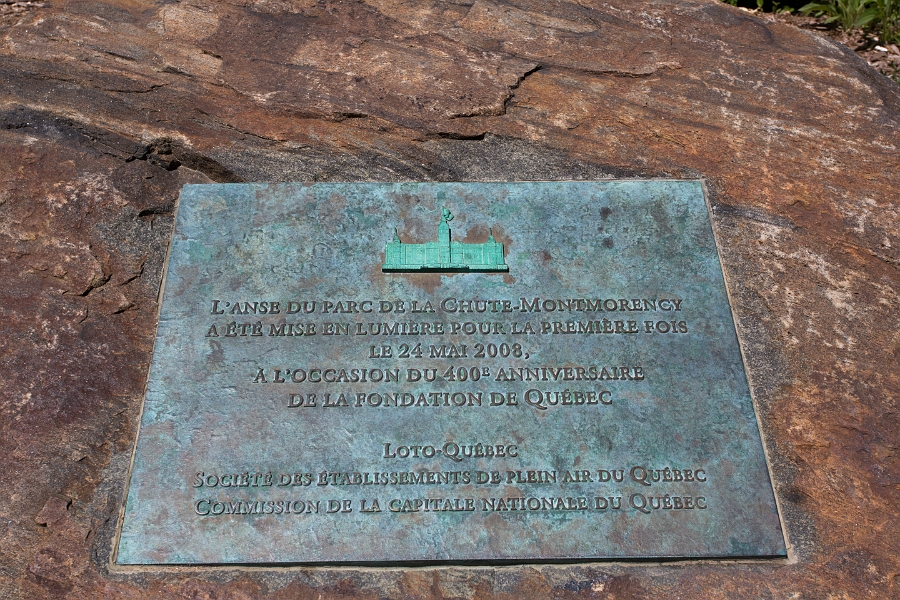 L'ANSE DU PARC DE LA CHUTE-MONTMORENCY
A ÉTÉ MISE EN LUMIÈRE POUR LA PREMIÈRE FOIS
LE 24 MAI 2008,
À L'OCCASION DU 400E ANNIVERSAIRE
DE LA FONDATION DE QUÉBEC
LOTO-QUÉBEC
SOCIÉTÉ DES ÉTABLISSEMENTS DE PLEIN AIR DU QUÉBEC
COMMISSION DE LA CAPITALE NATIONALE DU QUÉBEC